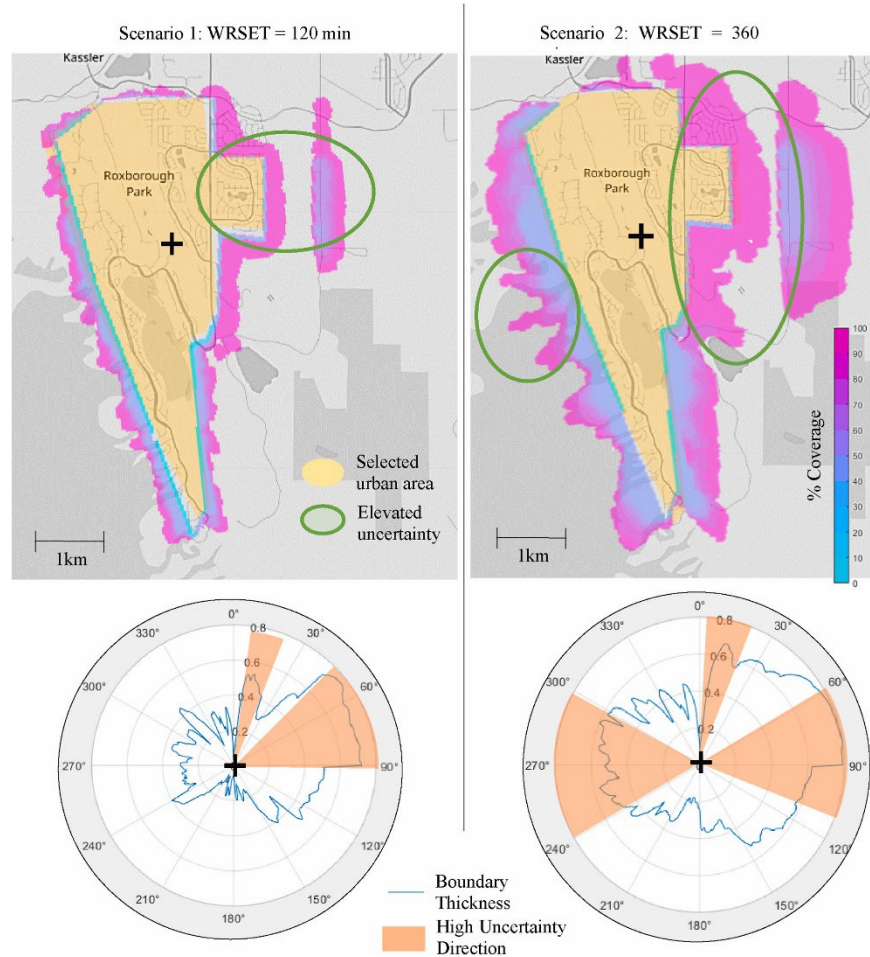 Scenario 1: WRSET = 120 min
Scenario 2: WRSET = 360
Kassler
Kassler
Roxborough
Park
Roxborough
Park
Selected
urban area
Elevated
uncertainty
1km
1km
% Coverage
100
90
80
70
60
50
40
30
20
10
0
0°
30°
60°
90°
120°
150°
180°
210°
240°
270°
300°
330°
0.8
0.6
0.4
0.2
0°
30°
60°
90°
120°
150°
180°
210°
240°
270°
300°
330°
0.8
0.6
0.4
0.2
Boundary
Thickness
High Uncertainty
Direction